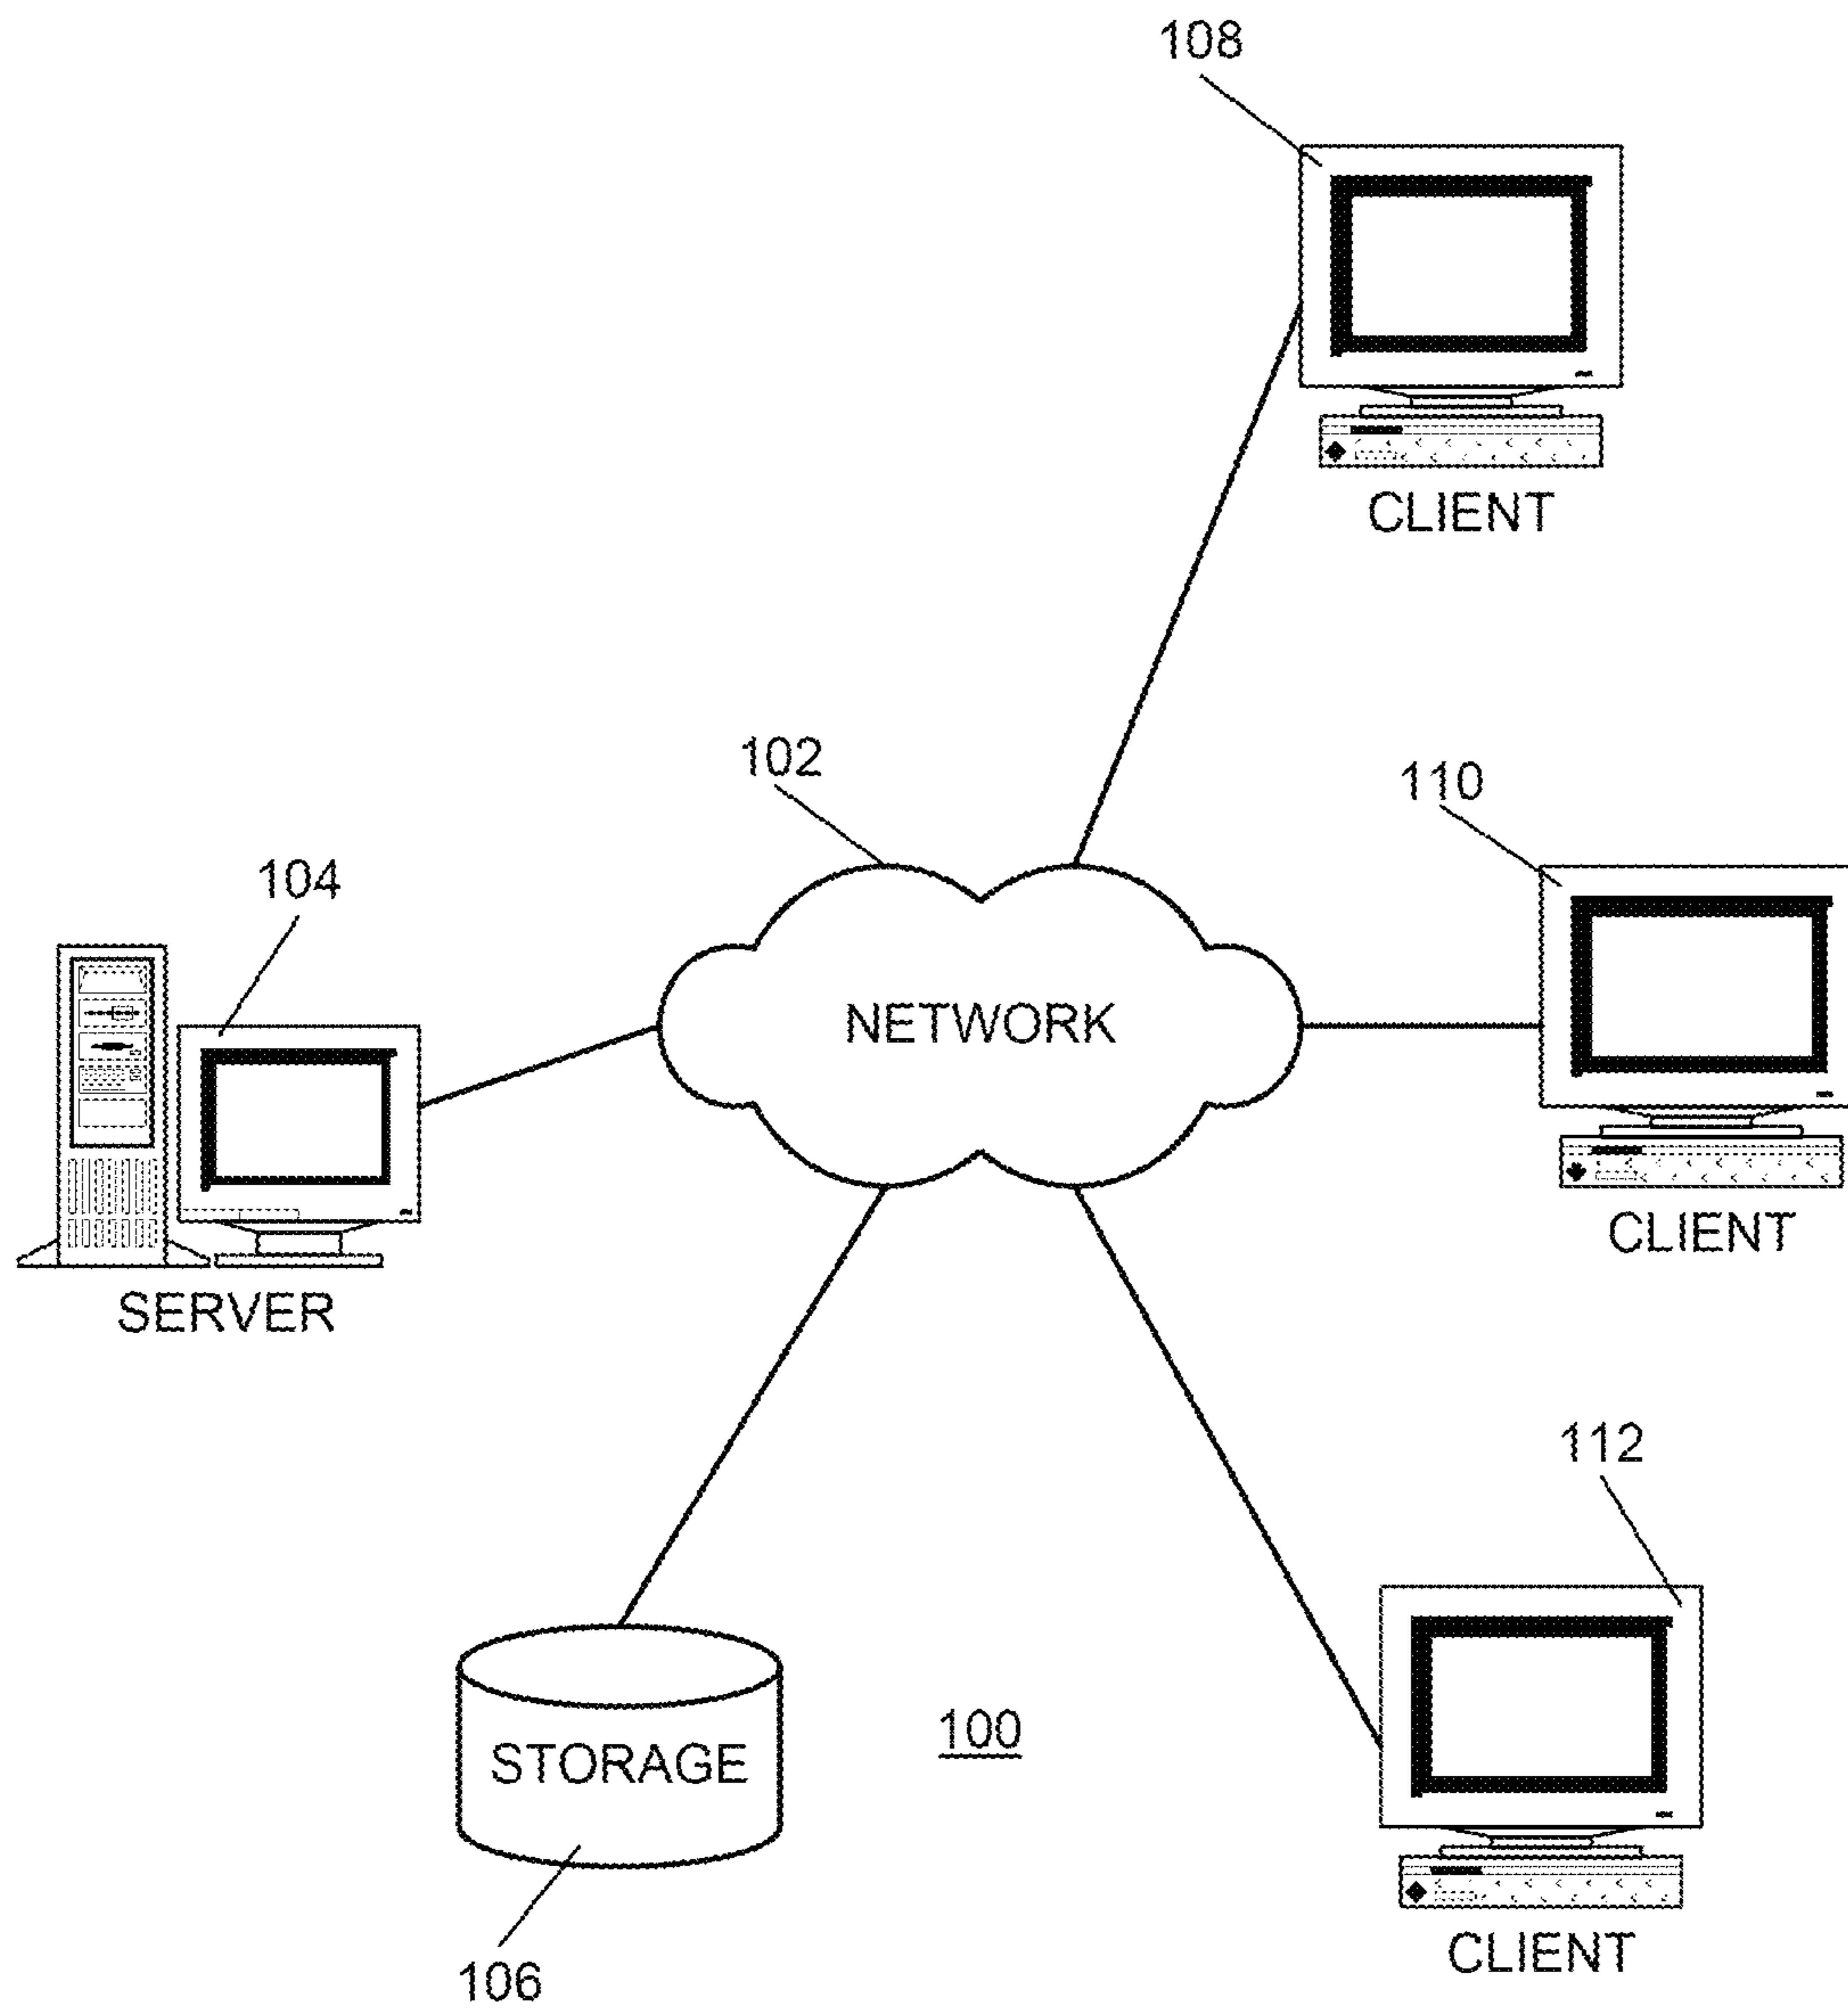 108
CLIENT
102
110
104
NETWORK
CLIENT
SERVER
112
100
STORAGE
CLIENT
106